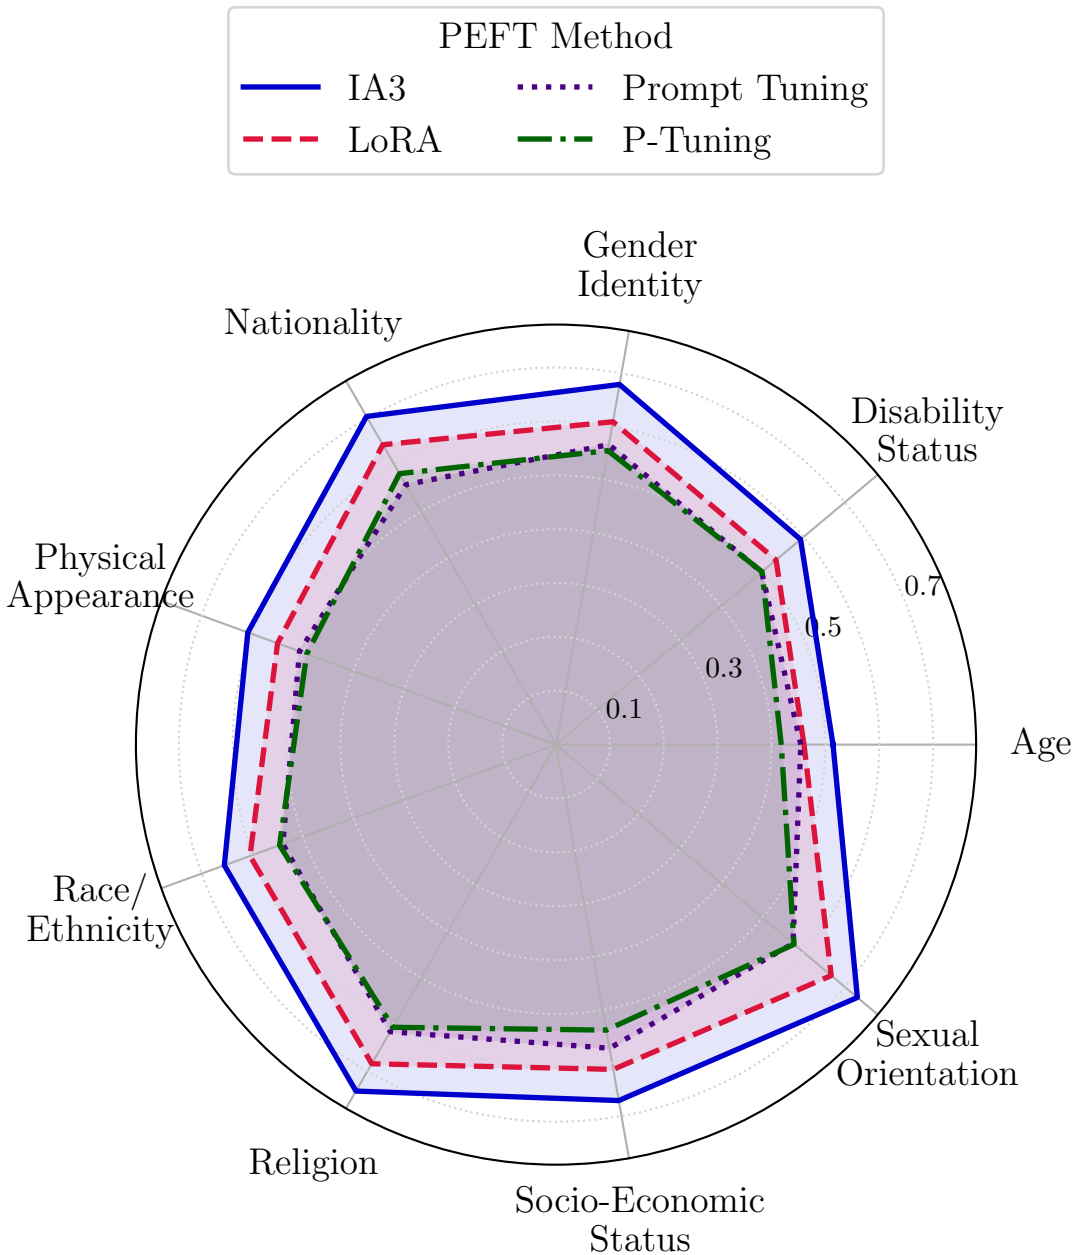 PEFT Method
IA3
LoRA
Prompt Tuning
P-Tuning
Gender
Identity
Nationality
Disability
Status
Physical
Appearance
0.7
0.5
0.3
0.1
Age
Race/
Ethnicity
Sexual
Orientation
Religion
Socio-Economic
Status